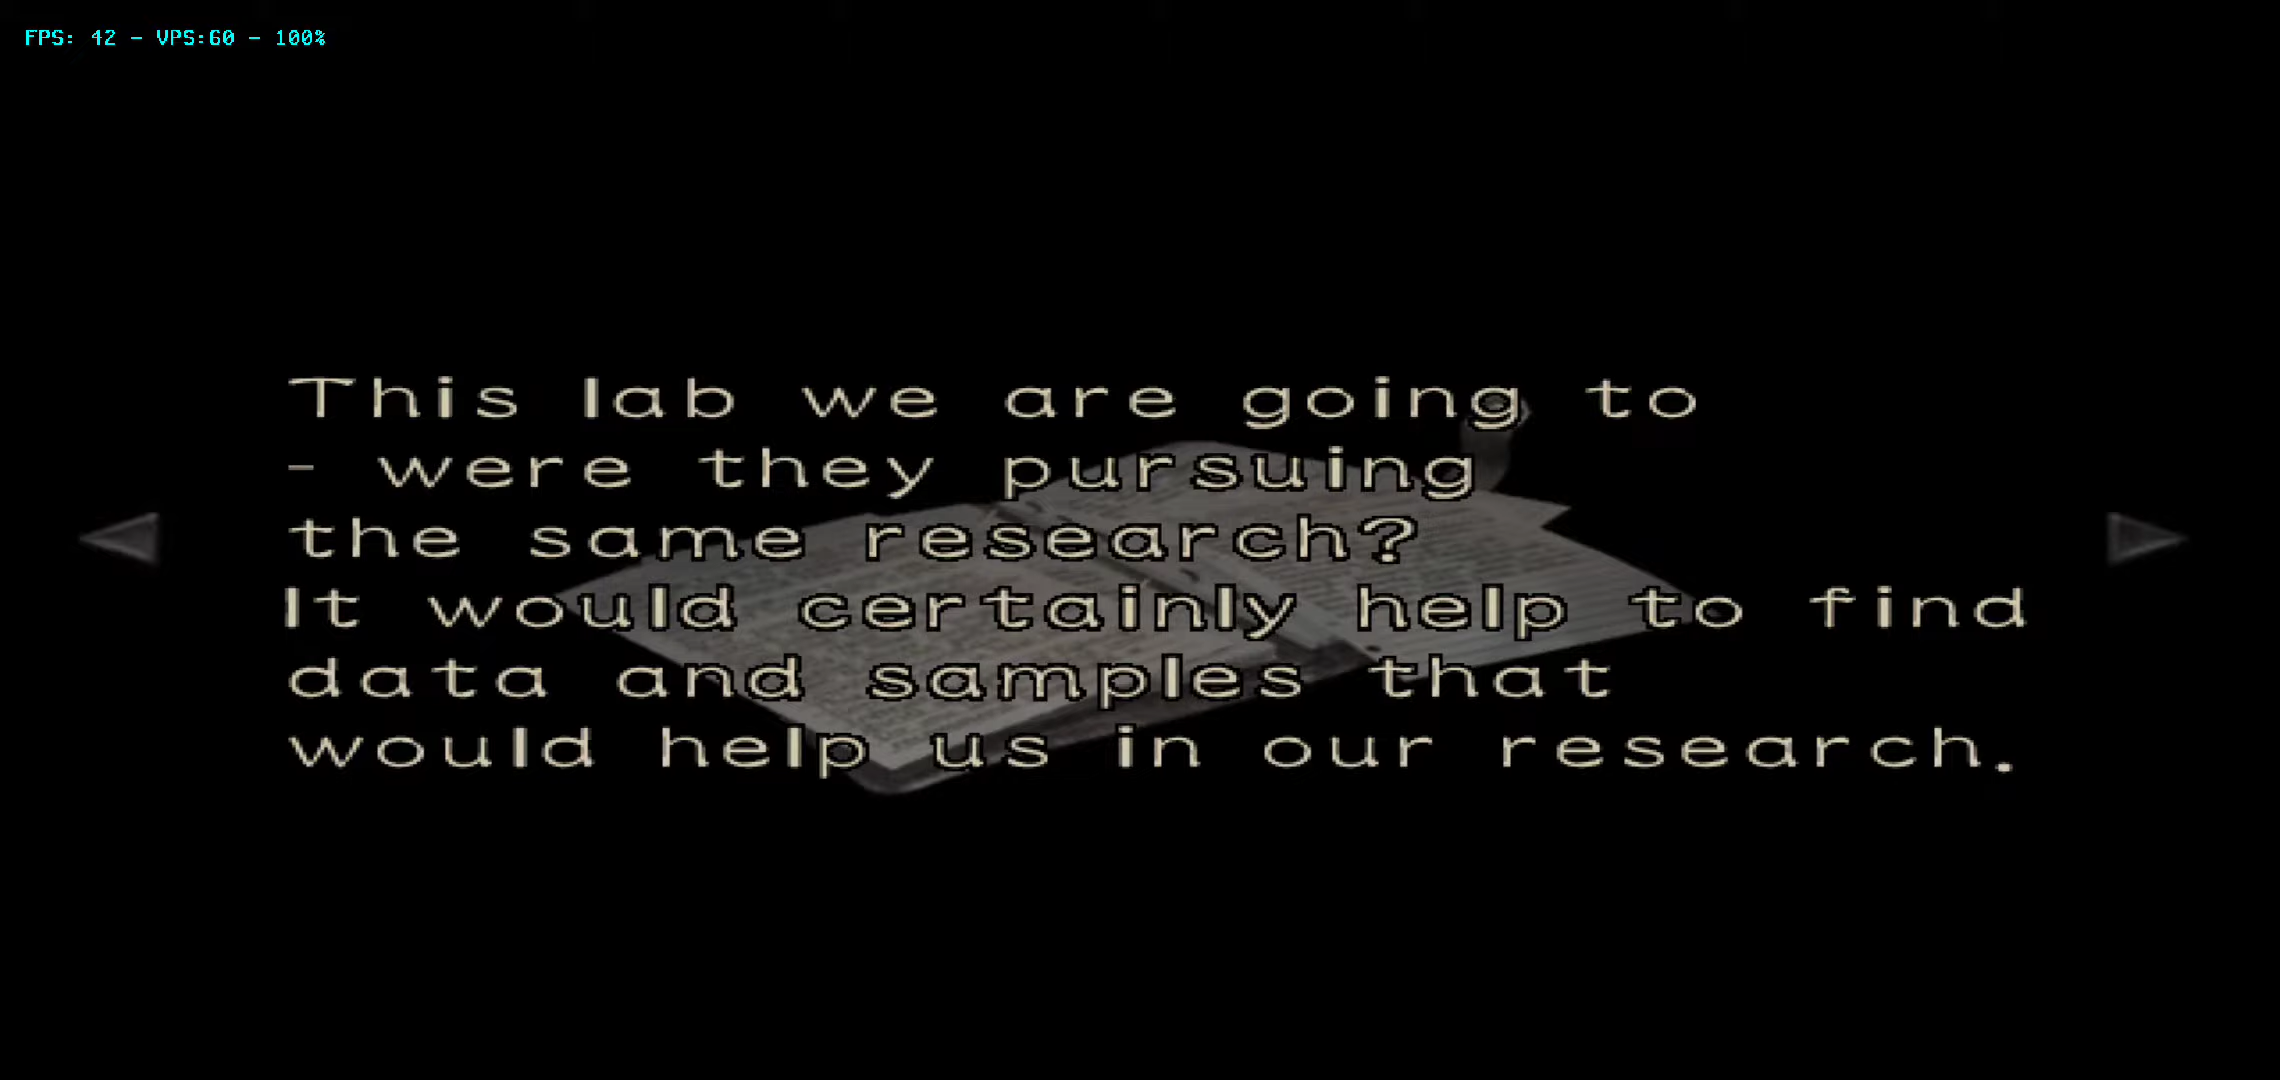 FPS: 42 - VPS:60 - 100%
This lab we are going to
- were they pursuing
the same research?
It would certainly help to find
data and samples that
would help us in our research.